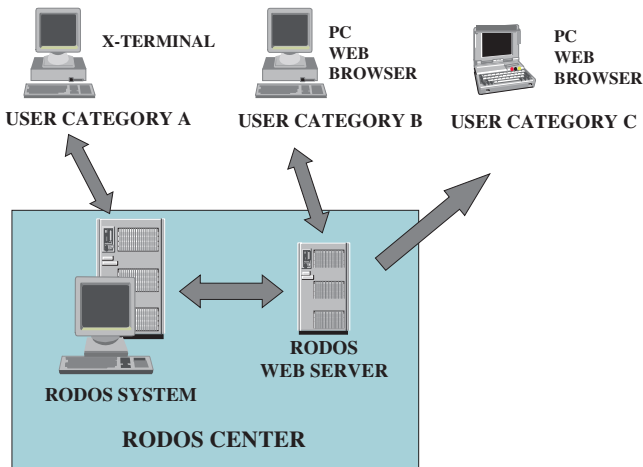 X-TERMINAL
USER CATEGORY A
PC
WEB
BROWSER
USER CATEGORY B
PC
WEB
BROWSER
USER CATEGORY C
RODOS SYSTEM
RODOS
WEB SERVER
RODOS CENTER